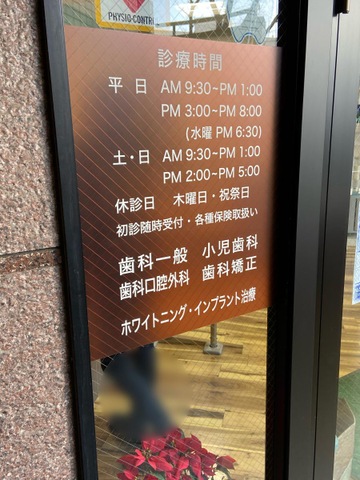 PHYSIO-CONTR
診療時間
平 日 AM 9:30~PM 1:00
PM 3:00~PM 8:00
(水曜 PM 6:30)
土・日 AM 9:30~PM 1:00
PM 2:00~PM 5:00
休診日 木曜日・祝祭日
初診随時受付・各種保険取扱い
歯科一般 小児歯科
歯科口腔外科 歯科矯正
ホワイトニング・インプラント治療